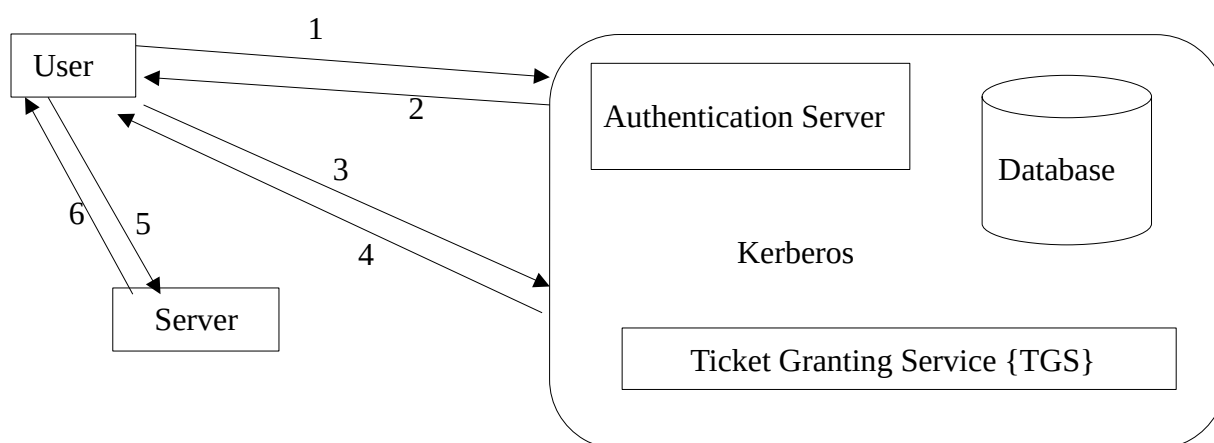 1
User
2
Authentication Server
Database
3
6
5
4
Kerberos
Server
Ticket Granting Service {TGS}